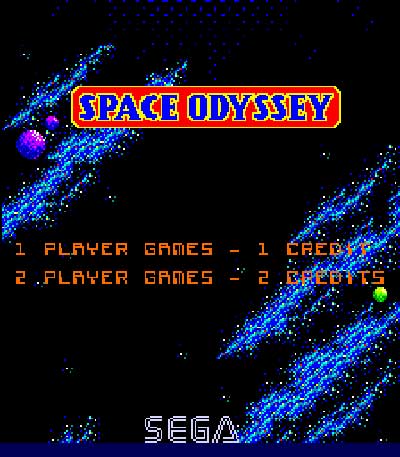 SPACE ODYSSEY
1 PLAYER GAMES - 1 CREDIT
2 PLAYER GAMES - 2 CREDITS
SEGA